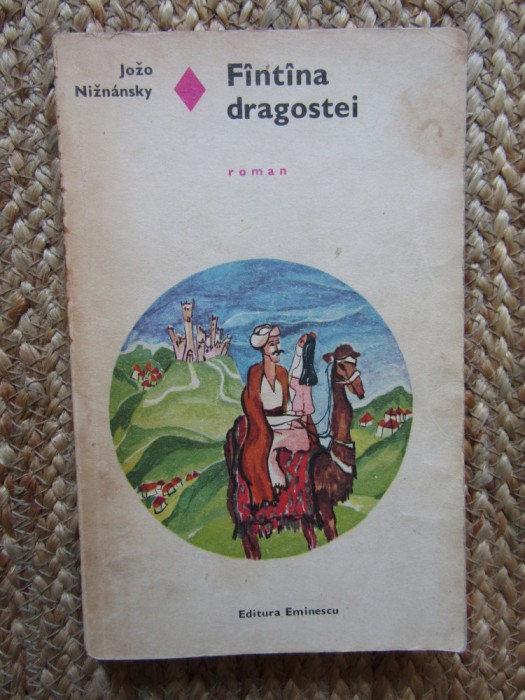 Jožo
Nižnánsky
Fîntîna
dragostei
roman
Editura Eminescu